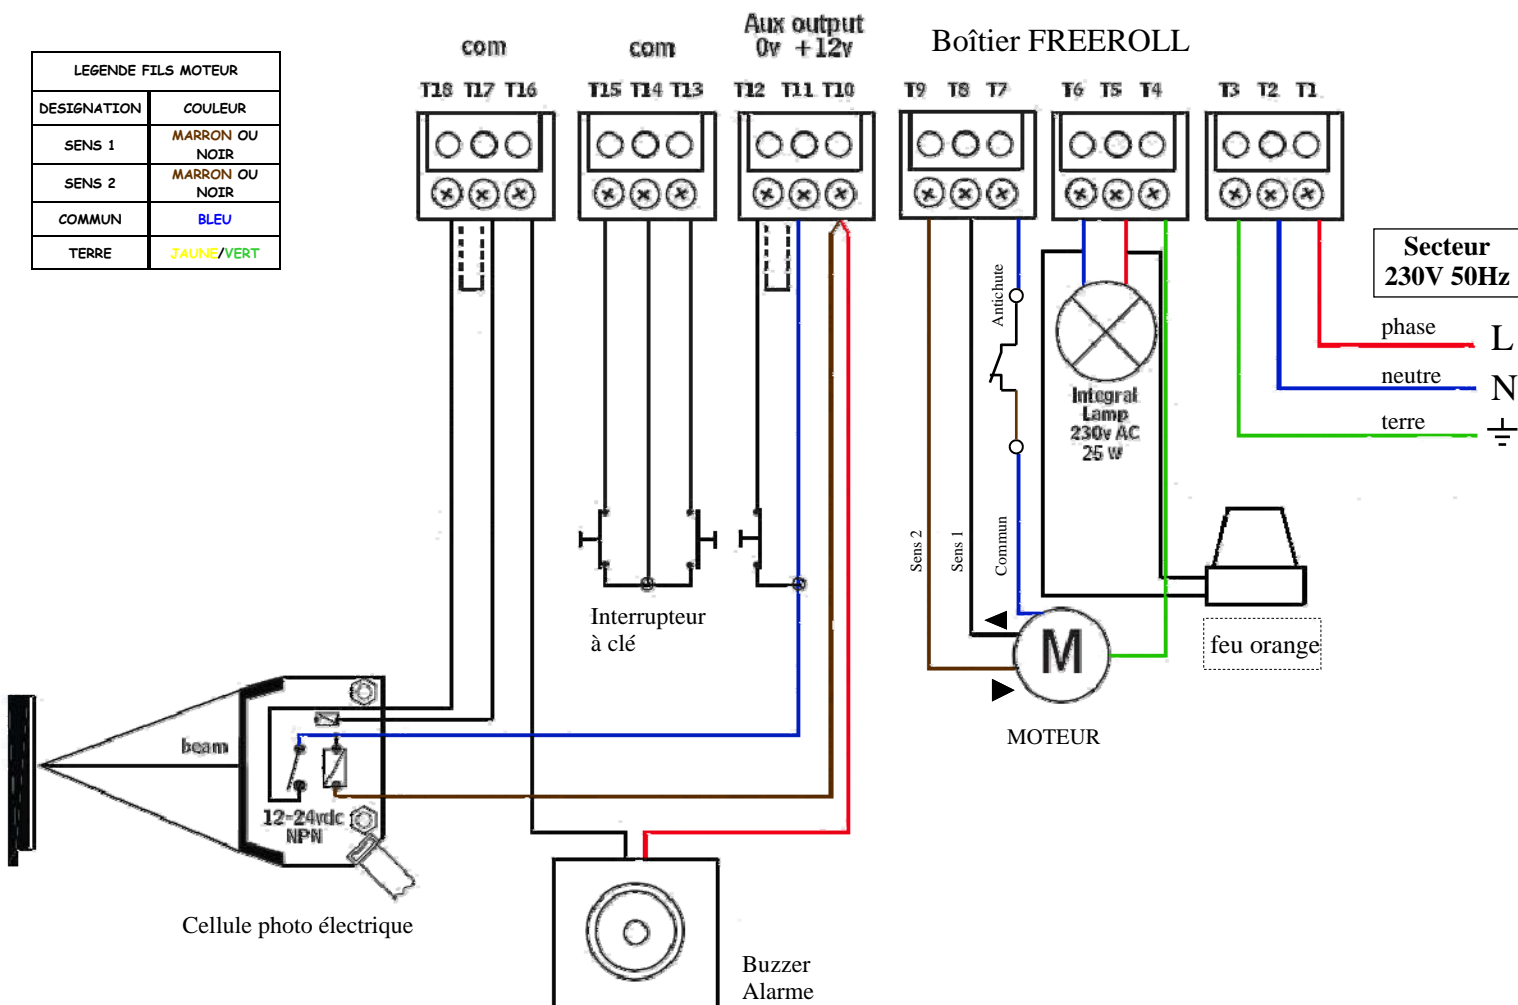 Boîtier FREEROLL
LEGENDE FILS MOTEUR
DESIGNATION COULEUR
SENS 1 MARRON OU
NOIR
SENS 2 MARRON OU
NOIR
COMMUN BLEU
TERRE JAUNE/VERT
com
T18 T17 T16
com
T15 T14 T13
Aux output
0v +12v
T12 T11 T10
T9 T8 T7
T6 T5 T4
T3 T2 T1
Secteur
230V 50Hz
phase L
neutre N
terre
Antichute
Integral
Lamp
230v AC
25 W
Sens 2
Sens 1
Commun
Interrupteur
à clé
feu orange
M
MOTEUR
beam
12-24vdc
NPN
Cellule photo électrique
Buzzer
Alarme